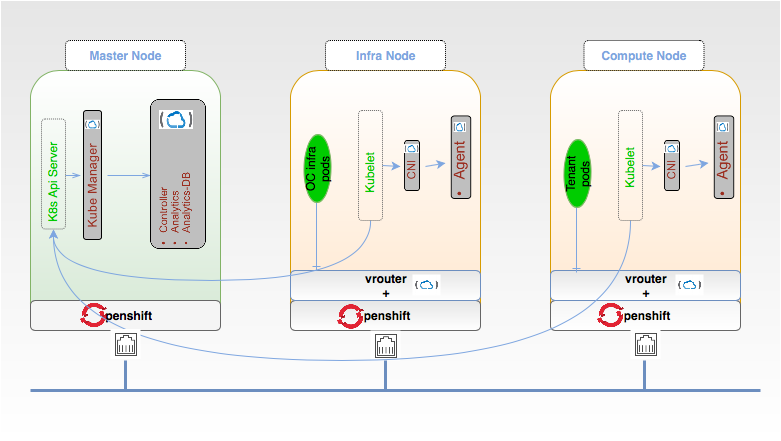 Master Node
Infra Node
Compute Node
K8s Api Server
Kube Manager
• Controller
• Analytics
• Analytics-DB
OC infra
pods
Kubelet
CNI
• Agent
Tenant
pods
Kubelet
CNI
• Agent
vrouter
+
vrouter
+
penshift
penshift
penshift